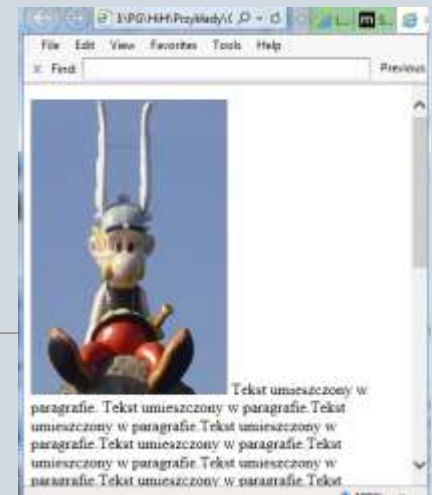 File Edit View Favorites Tools Help
x Find: Previous
Tekst umieszczony w
paragrafie. Tekst umieszczony w paragrafie.Tekst
umieszczony w paragrafie.Tekst umieszczony w
paragrafie.Tekst umieszczony w paragrafie.Tekst
umieszczony w paragrafie.Tekst umieszczony w
paragrafie.Tekst umieszczony w paragrafie.Tekst